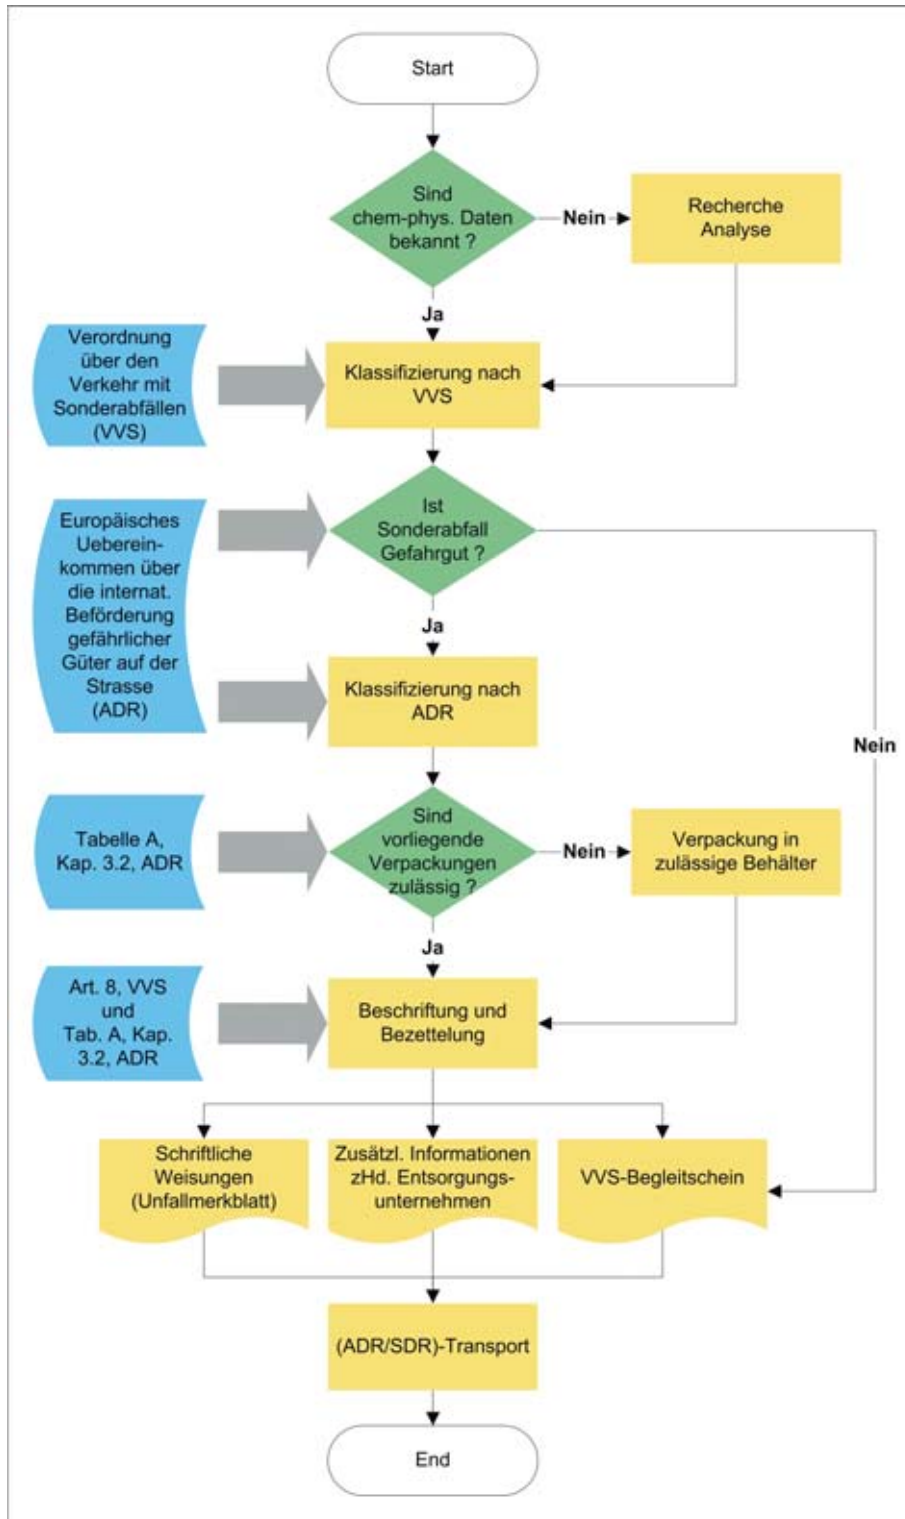 Start
Sind
chem-phys. Daten
bekannt ?
Nein
Recherche
Analyse
Ja
Verordnung
über den
Verkehr mit
Sonderabfällen
(VVS)
Klassifizierung nach
VVS
Ist
Sonderabfall
Gefahrgut ?
Europäisches
Ueberein-
kommen über
die internat.
Beförderung
gefährlicher
Güter auf der
Strasse
(ADR)
Ja
Klassifizierung nach
ADR
Nein
Tabelle A,
Kap. 3.2, ADR
Sind
vorliegende
Verpackungen
zulässig ?
Nein
Verpackung in
zulässige Behälter
Ja
Art. 8, VVS
und
Tab. A, Kap.
3.2, ADR
Beschriftung und
Bezettelung
Schriftliche
Weisungen
(Unfallmerkblatt)
Zusätzl. Informationen
zHd. Entsorgungs-
unternehmen
VVS-Begleitschein
(ADR/SDR)-Transport
End